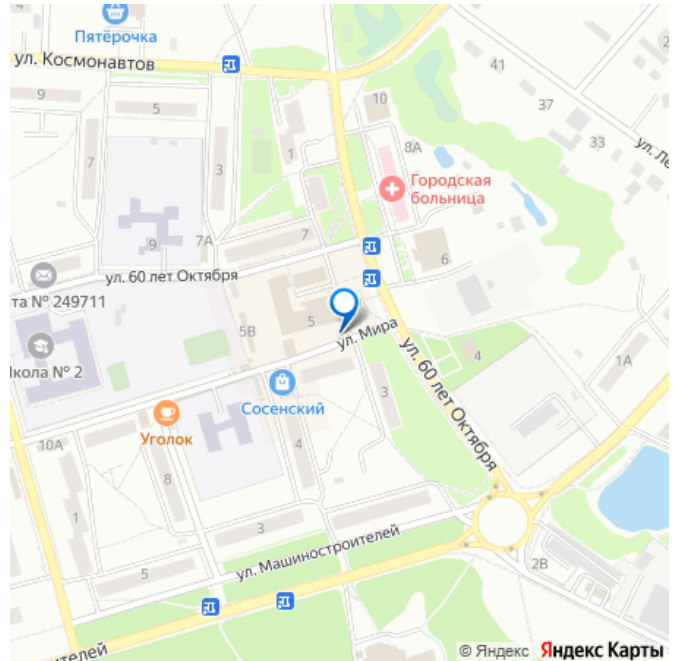 Пятёрочка
ул. Космонавтов
41
9
5
10
37
1
33
8А
ул. Ле
7
3
Городская
больница
7
9
7А
ул. 60 лет Октября
6
та № 249711
5
5В
ул. Мира
Школа № 2
ул. 60 лет Октября
4
1А
Сосенский
3
Уголок
10А
4
8
1
3
ул. Машиностроителей
5
2В
телей
© Яндекс Яндекс Карты